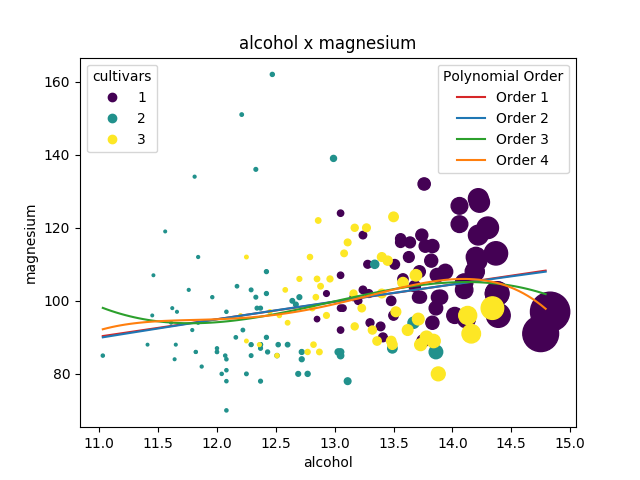 alcohol x magnesium
cultivars
1
2
3
Polynomial Order
Order 1
Order 2
Order 3
Order 4
magnesium
160
140
120
100
80
11.0 11.5 12.0 12.5 13.0 13.5 14.0 14.5 15.0
alcohol